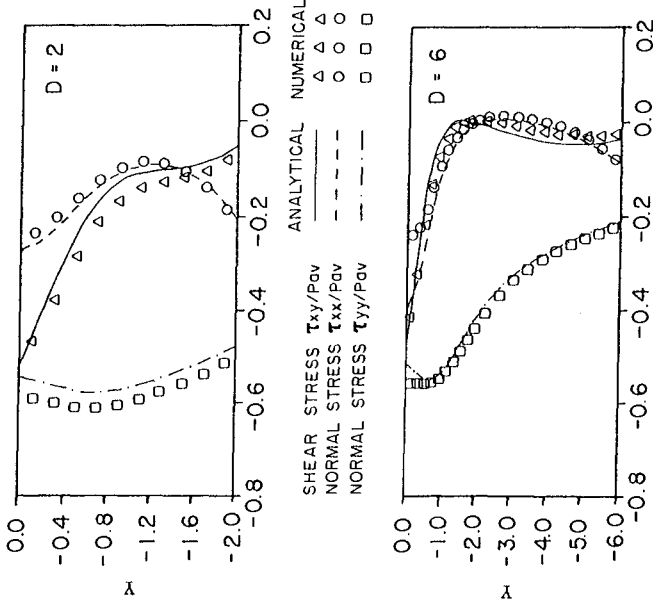 D=2
0.0
-0.4
-0.8
-1.2
-1.6
-2.0
Y
-0.8 -0.6 -0.4 -0.2 0.0 0.2
ANALYTICAL NUMERICAL
SHEAR STRESS τxy/Pav
NORMAL STRESS τxx/Pav
NORMAL STRESS τyy/Pav
D=6
0.0
-1.0
-2.0
-3.0
-4.0
-5.0
-6.0
Y
-0.8 -0.6 -0.4 -0.2 0.0 0.2